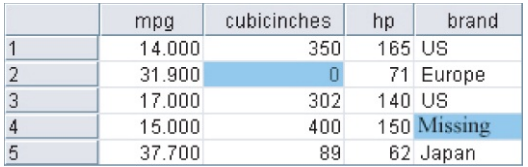 mpg cubicinches hp brand
1 14.000 350 165 US
2 31.900 0 71 Europe
3 17.000 302 140 US
4 15.000 400 150 Missing
5 37.700 89 62 Japan